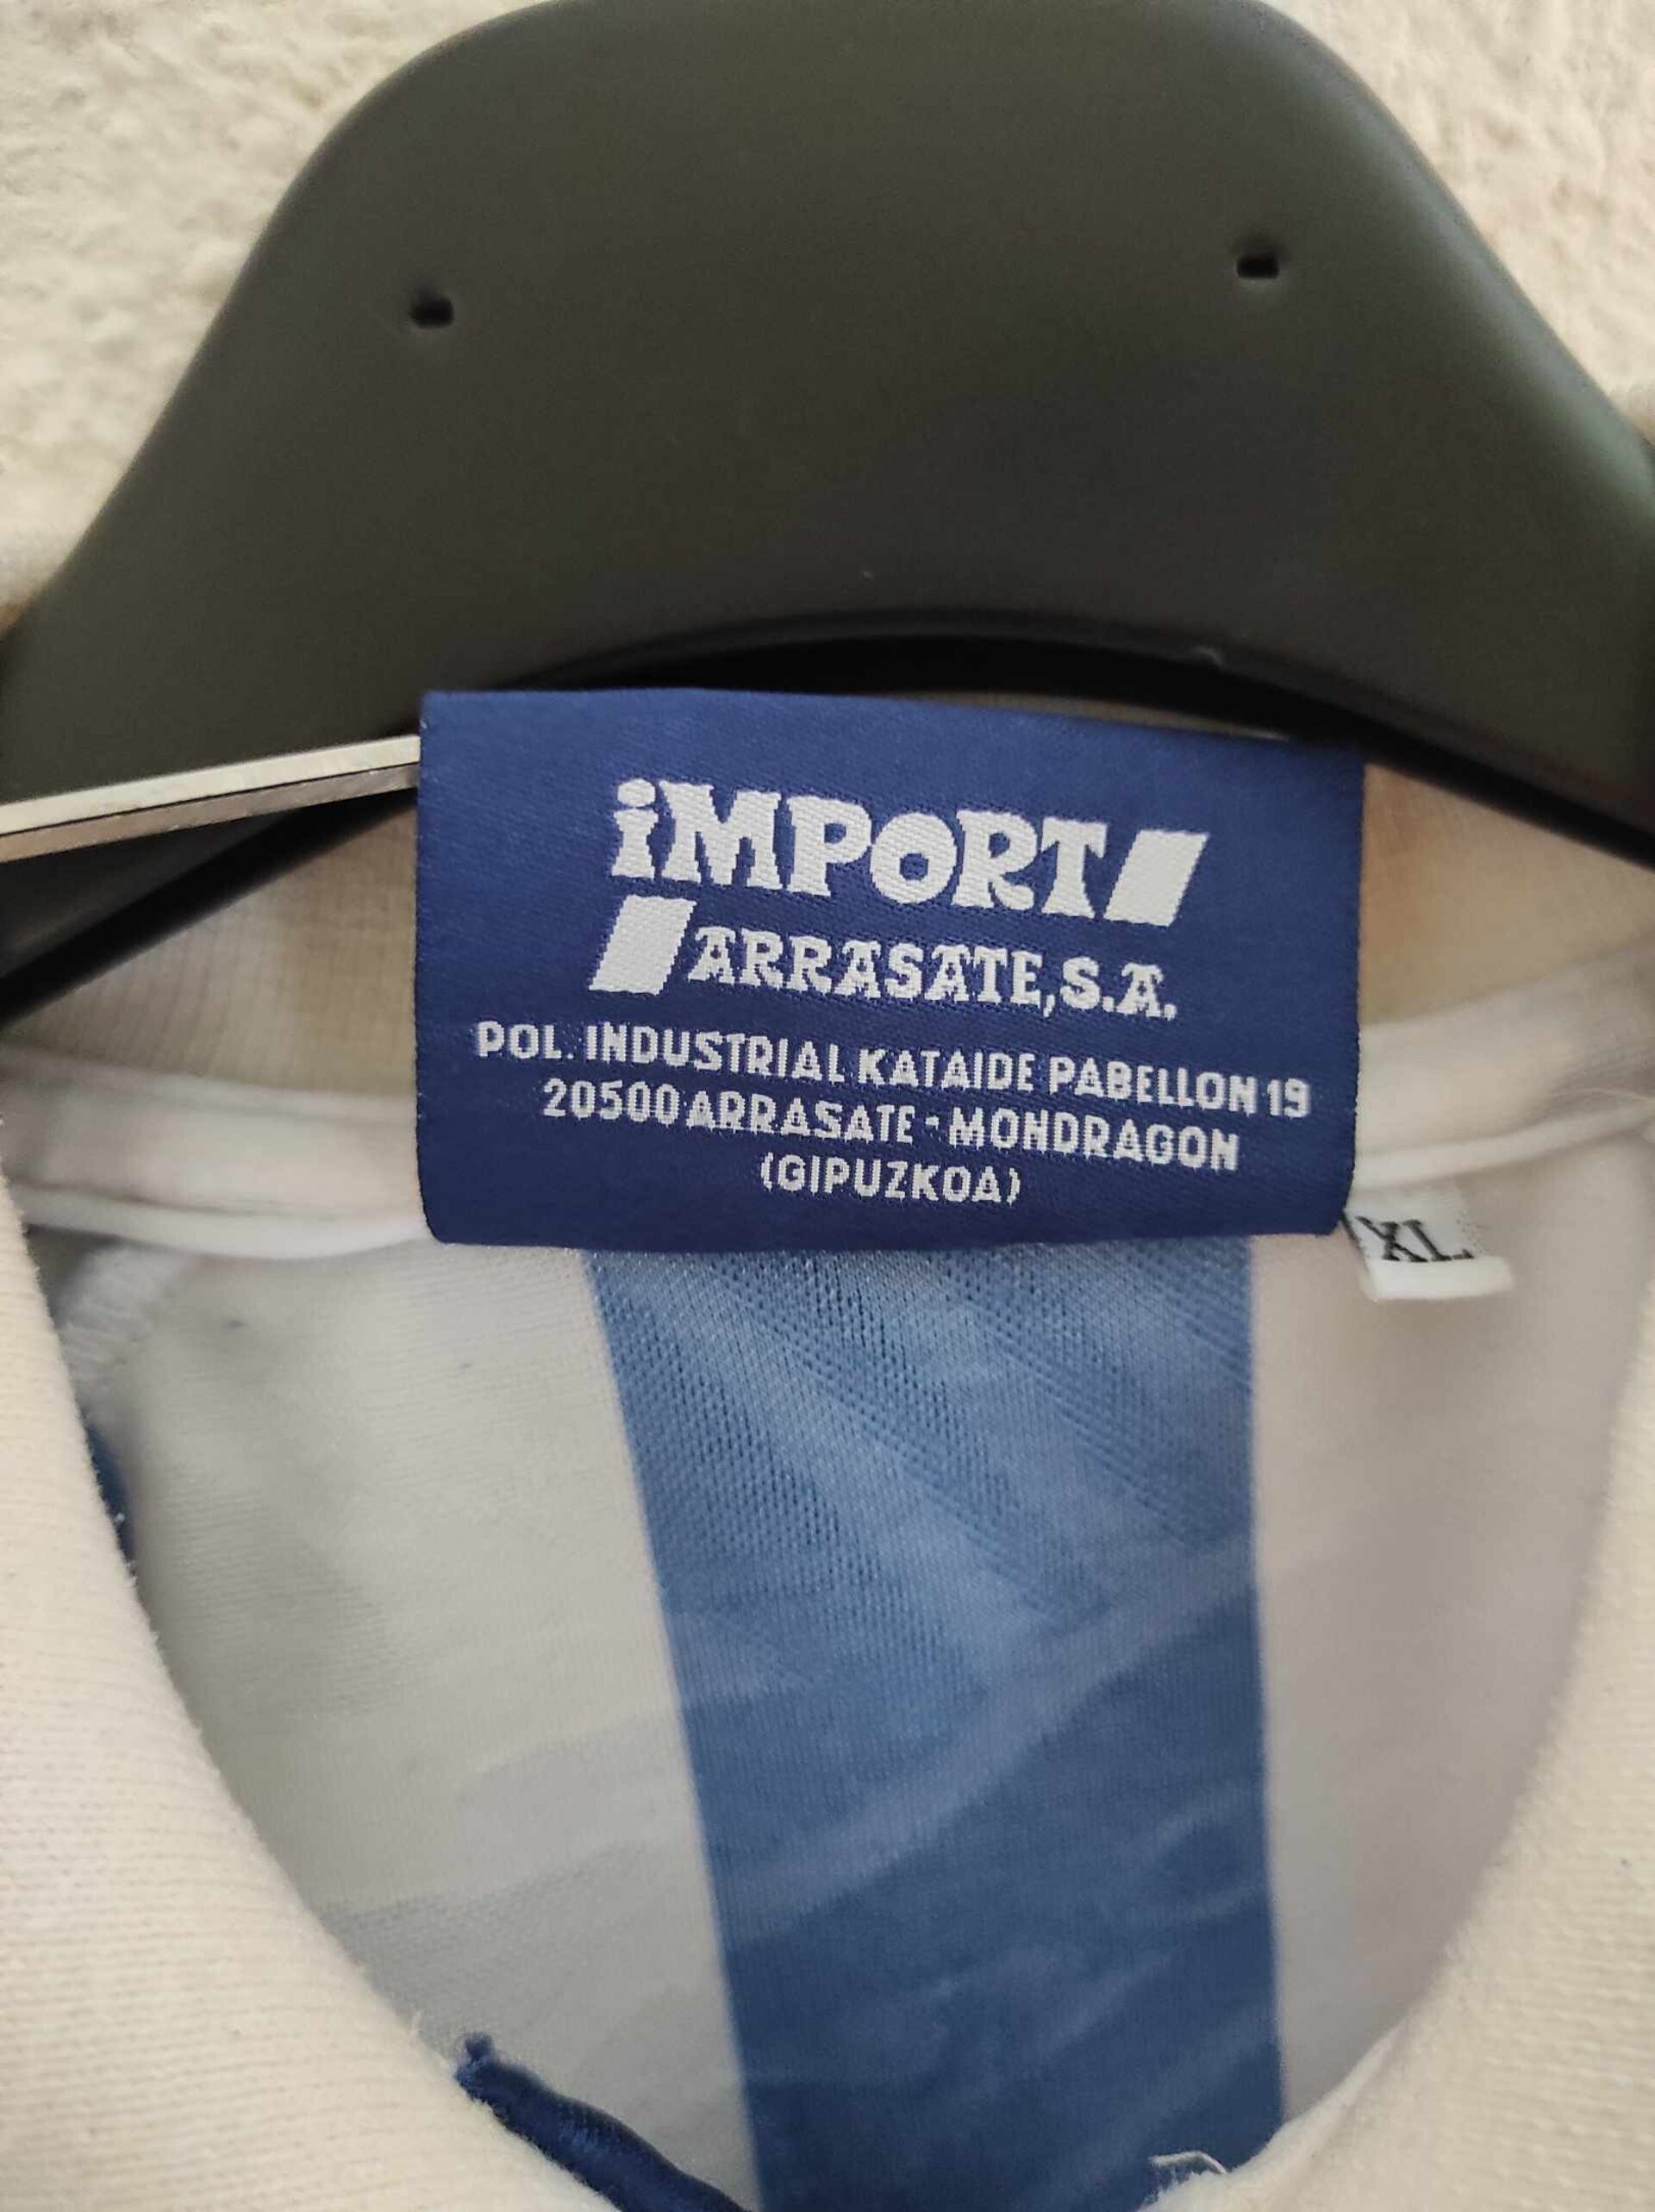 iMPORT
ARRASATE, S.A.
POL. INDUSTRIAL KATAIDE PABELLON 19
20500 ARRASATE - MONDRAGON
(GIPUZKOA)
XL